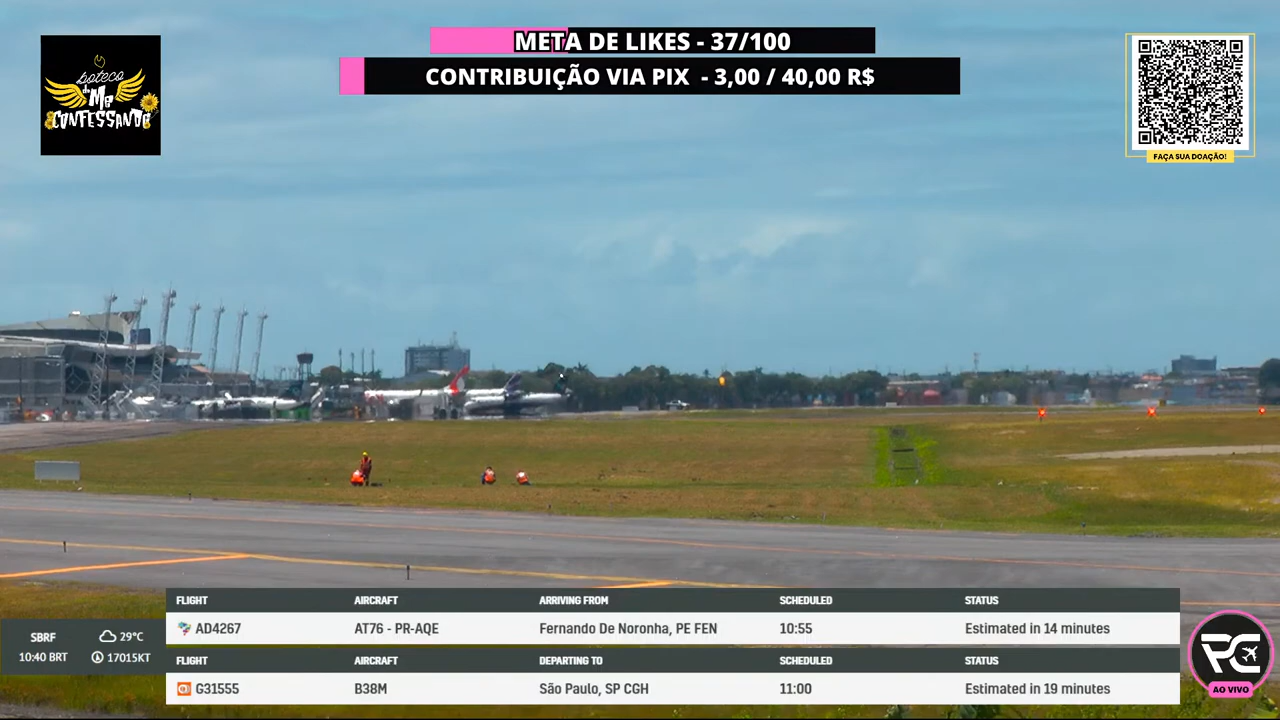 META DE LIKES - 37/100
CONTRIBUIÇÃO VIA PIX - 3,00 / 40,00 R$
boteco
do
Me
CONFESSANDO
FAÇA SUA DOAÇÃO!
FLIGHT AIRCRAFT ARRIVING FROM SCHEDULED STATUS
AD4267 AT76 - PR-AQE Fernando De Noronha, PE FEN 10:55 Estimated in 14 minutes
FLIGHT AIRCRAFT DEPARTING TO SCHEDULED STATUS
G31555 B38M São Paulo, SP CGH 11:00 Estimated in 19 minutes
SBRF 29°C
10:40 BRT 17015KT
PC
AO VIVO